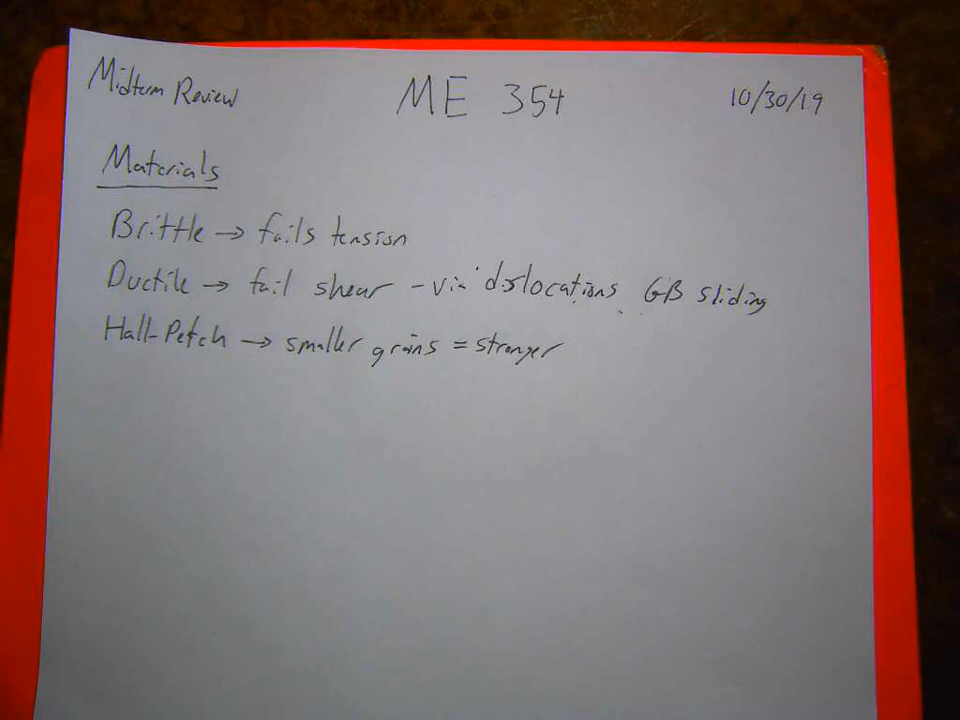 Midterm Review ME 354 10/30/19
Materials
Brittle → fails tension
Ductile → fail shear - via dislocations, GB sliding
Hall-Petch → smaller grains = stronger